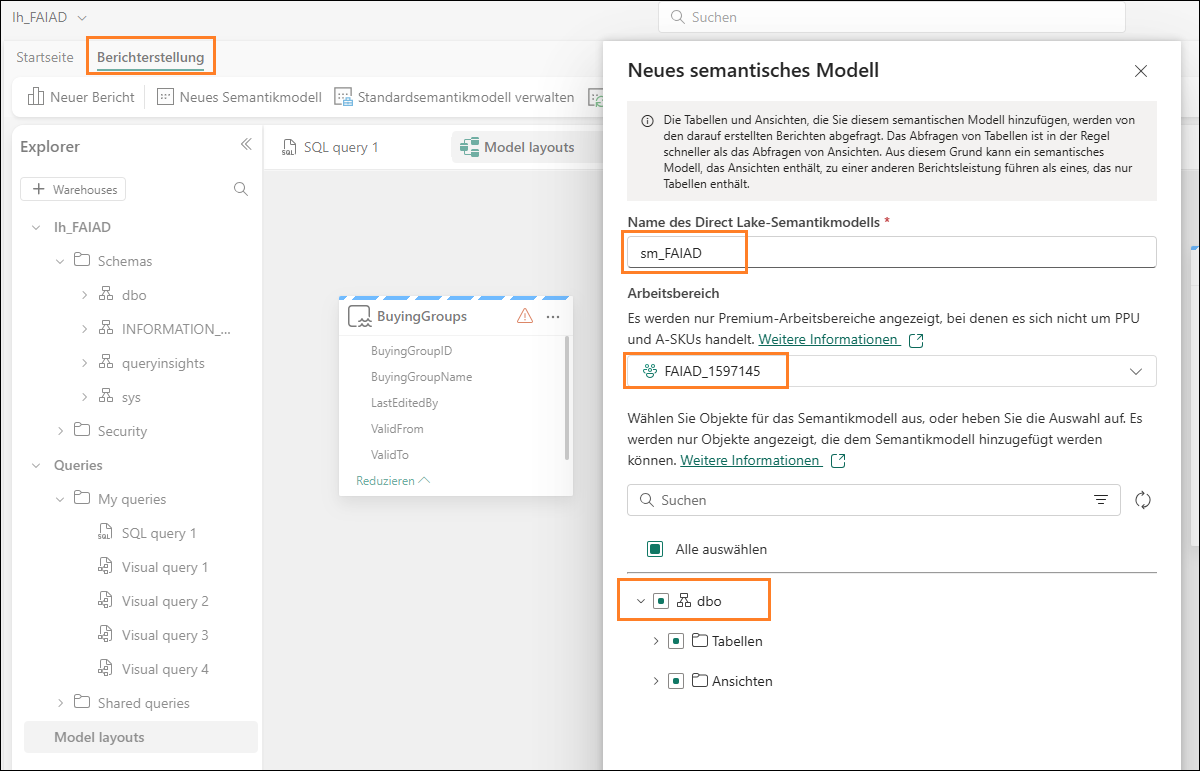 lh_FAIAD
Suchen
Startseite
Berichterstellung
Neuer Bericht
Neues Semantikmodell
Standardsemantikmodell verwalten
Explorer
Warehouses
lh_FAIAD
Schemas
dbo
INFORMATION_...
queryinsights
sys
Security
Queries
My queries
SQL query 1
Visual query 1
Visual query 2
Visual query 3
Visual query 4
Shared queries
Model layouts
SQL query 1
Model layouts
BuyingGroups
BuyingGroupID
BuyingGroupName
LastEditedBy
ValidFrom
ValidTo
Reduzieren
Neues semantisches Modell
Die Tabellen und Ansichten, die Sie diesem semantischen Modell hinzufügen, werden von
den darauf erstellten Berichten abgefragt. Das Abfragen von Tabellen ist in der Regel
schneller als das Abfragen von Ansichten. Aus diesem Grund kann ein semantisches
Modell, das Ansichten enthält, zu einer anderen Berichtsleistung führen als eines, das nur
Tabellen enthält.
Name des Direct Lake-Semantikmodells *
sm_FAIAD
Arbeitsbereich
Es werden nur Premium-Arbeitsbereiche angezeigt, bei denen es sich nicht um PPU
und A-SKUs handelt. Weitere Informationen
FAIAD_1597145
Wählen Sie Objekte für das Semantikmodell aus, oder heben Sie die Auswahl auf. Es
werden nur Objekte angezeigt, die dem Semantikmodell hinzugefügt werden
können. Weitere Informationen
Suchen
Alle auswählen
dbo
Tabellen
Ansichten